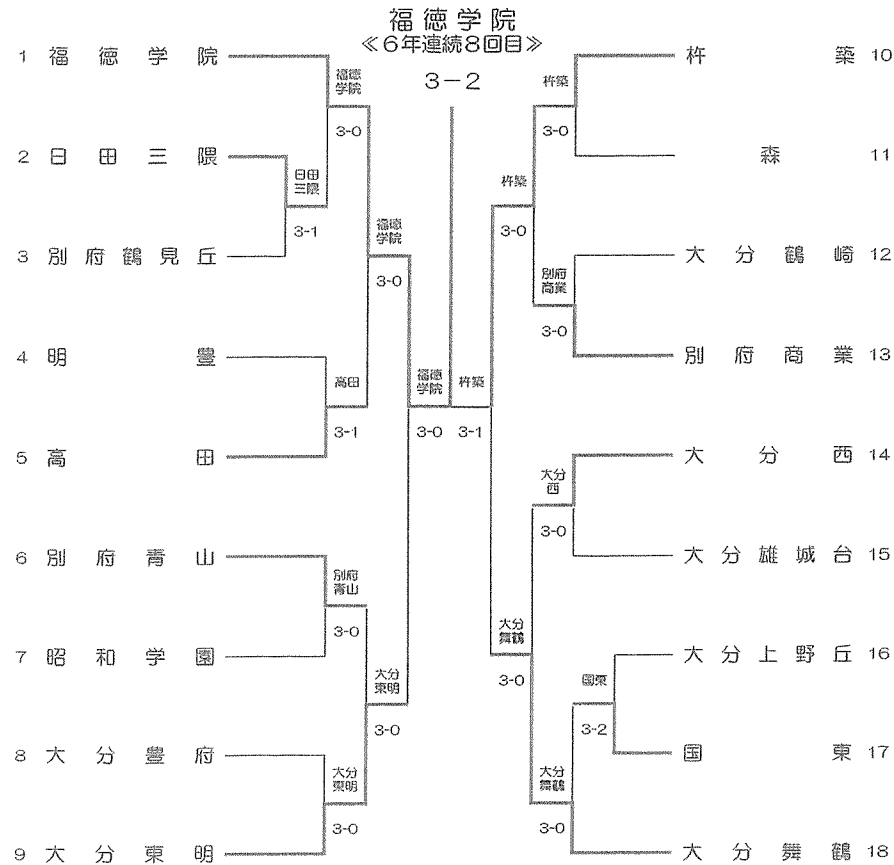 福徳学院
≪6年連続8回目≫
3-2
1 福徳学院
2 日田三隈
3 別府鶴見丘
4 明豊
5 高田
6 別府青山
7 昭和学園
8 大分豊府
9 大分東明
福徳
学院
3-0
日田
三隈
3-1
福徳
学院
3-0
高田
3-1
福徳
学院
3-0
別府
青山
3-0
大分
東明
3-0
大分
東明
3-0
杵築
3-1
杵築
3-0
杵築
3-0
別府
商業
3-0
大分
西
3-0
大分
舞鶴
3-0
国東
3-2
大分
舞鶴
3-0
杵築 10
森 11
大分鶴崎 12
別府商業 13
大分西 14
大分雄城台 15
大分上野丘 16
国東 17
大分舞鶴 18